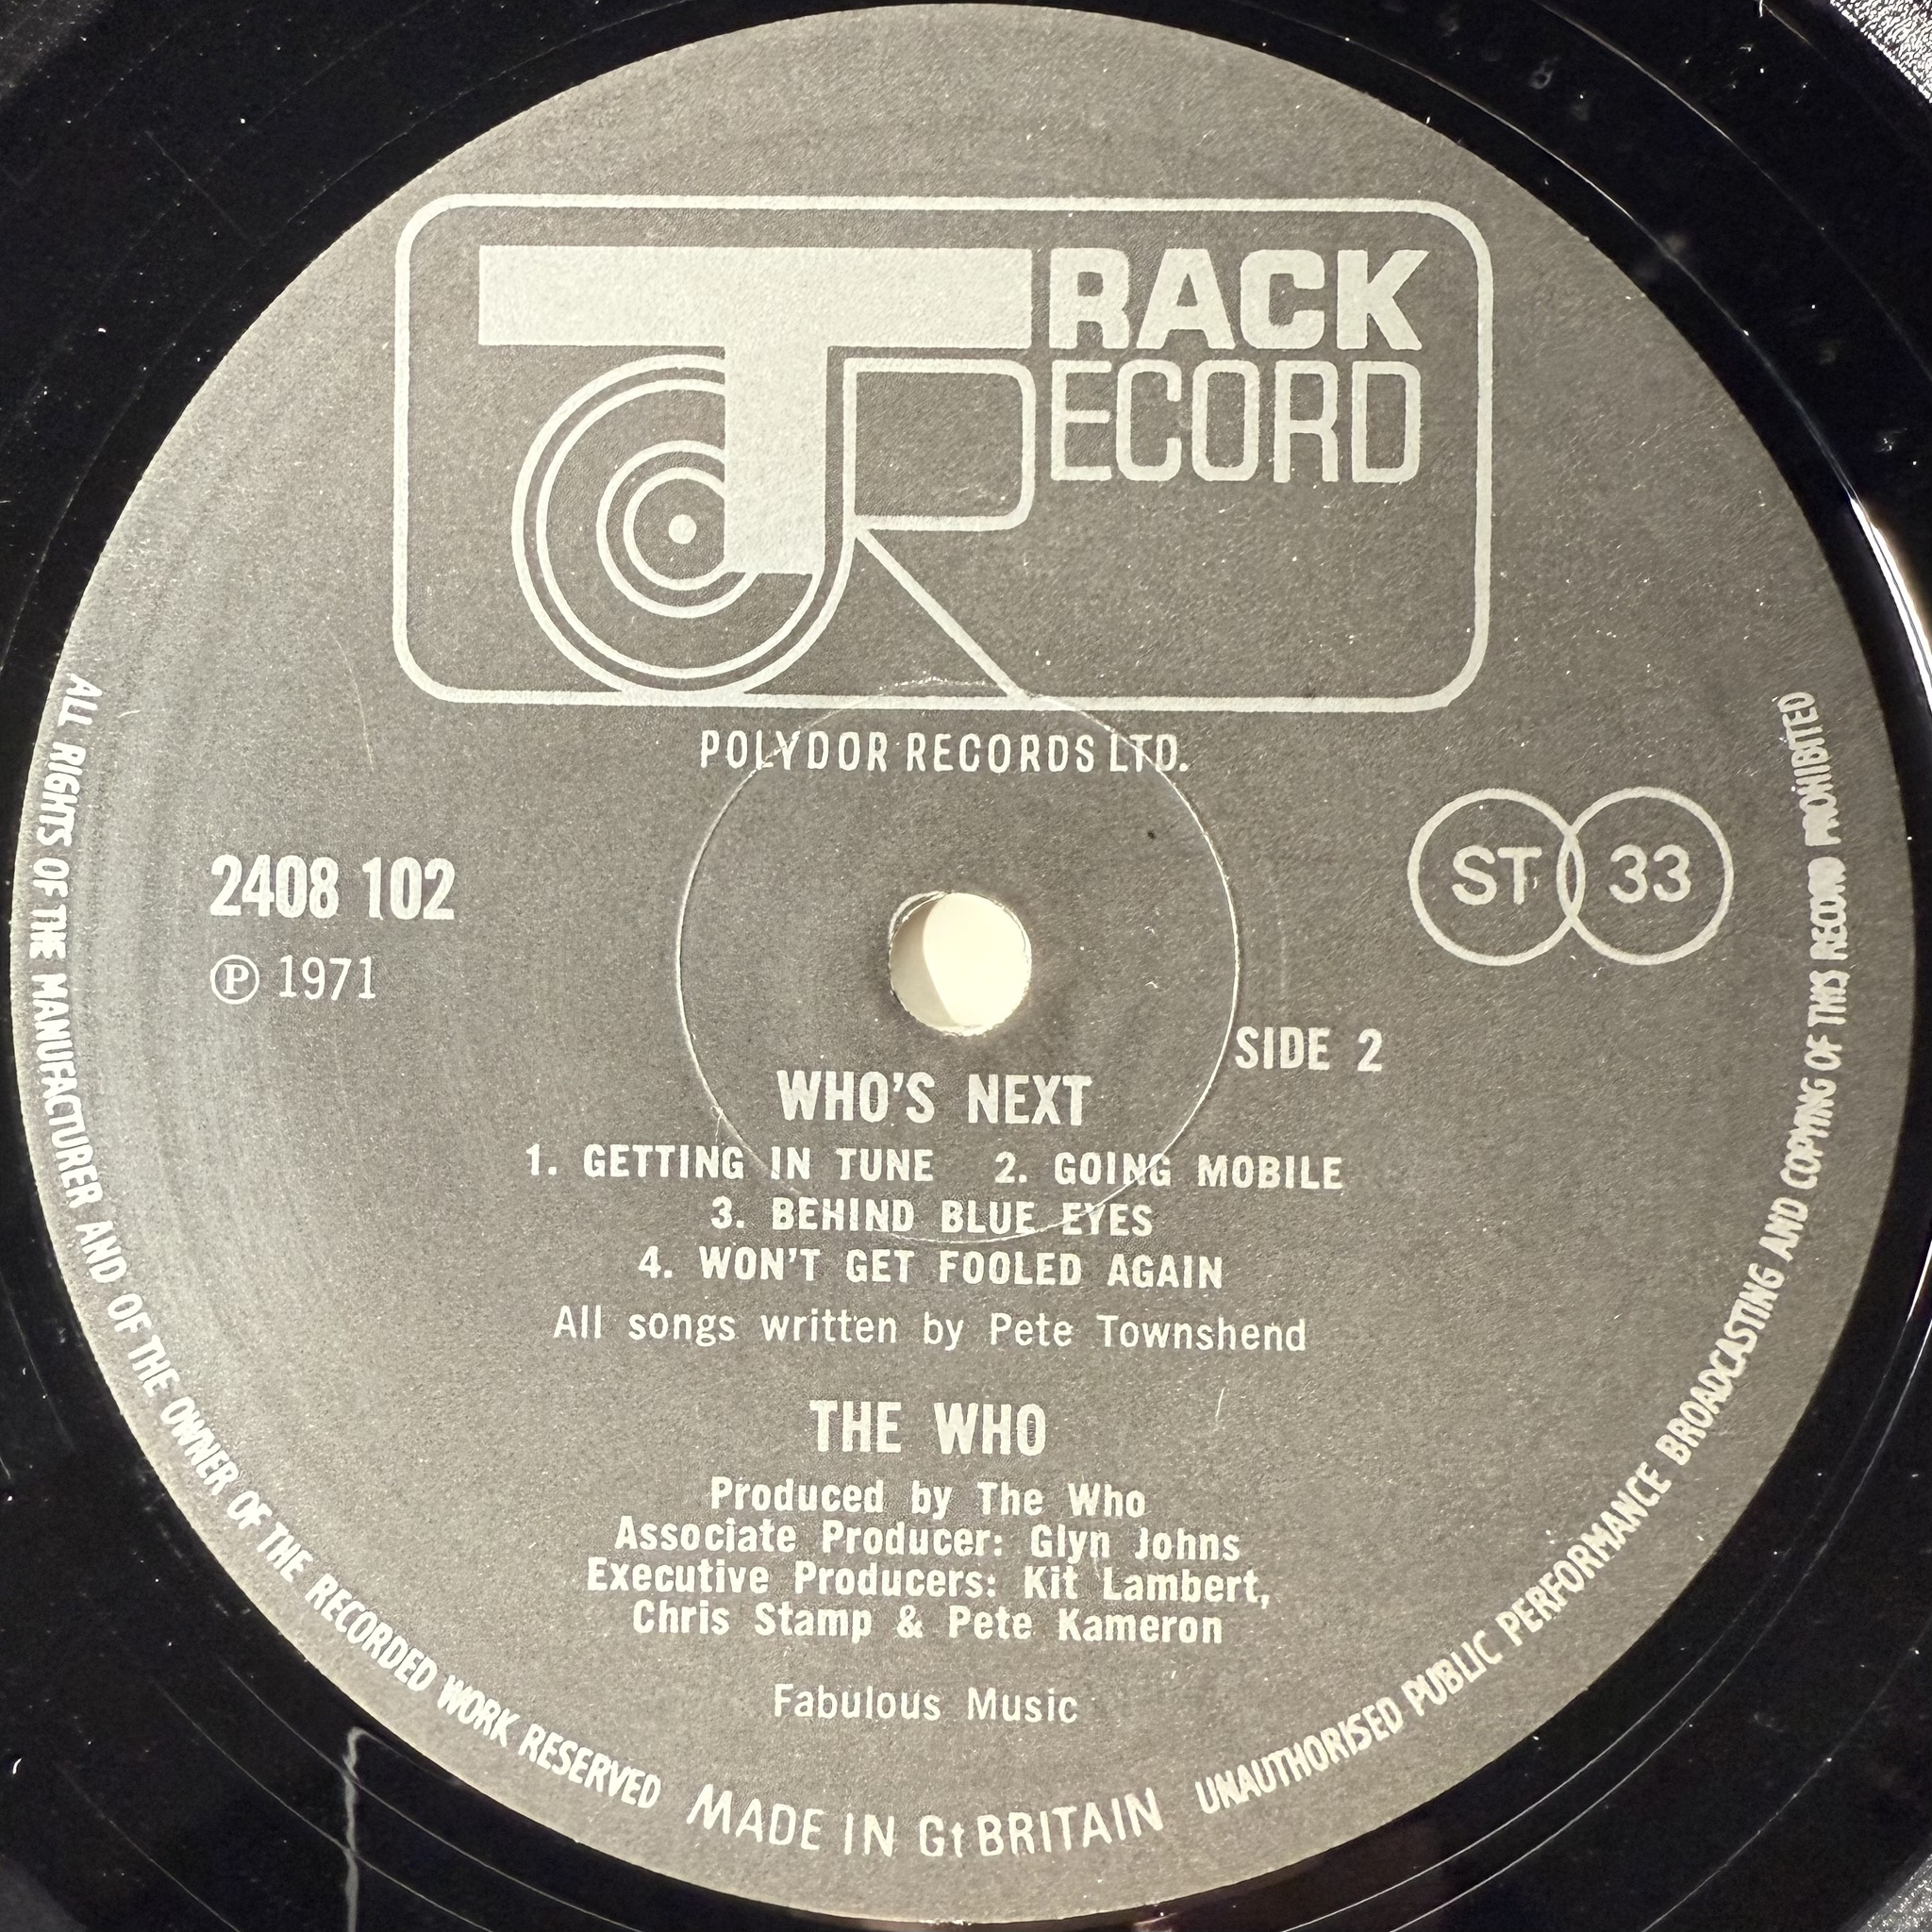 TRACK
RECORD
POLYDOR RECORDS LTD.
2408 102
℗ 1971
ST 33
SIDE 2
WHO'S NEXT
1. GETTING IN TUNE 2. GOING MOBILE
3. BEHIND BLUE EYES
4. WON'T GET FOOLED AGAIN
All songs written by Pete Townshend
THE WHO
Produced by The Who
Associate Producer: Glyn Johns
Executive Producers: Kit Lambert,
Chris Stamp & Pete Kameron
Fabulous Music
ALL RIGHTS OF THE MANUFACTURER AND OF THE OWNER OF THE RECORDED WORK RESERVED
MADE IN Gt BRITAIN
UNAUTHORISED PUBLIC PERFORMANCE BROADCASTING AND COPYING OF THIS RECORD PROHIBITED